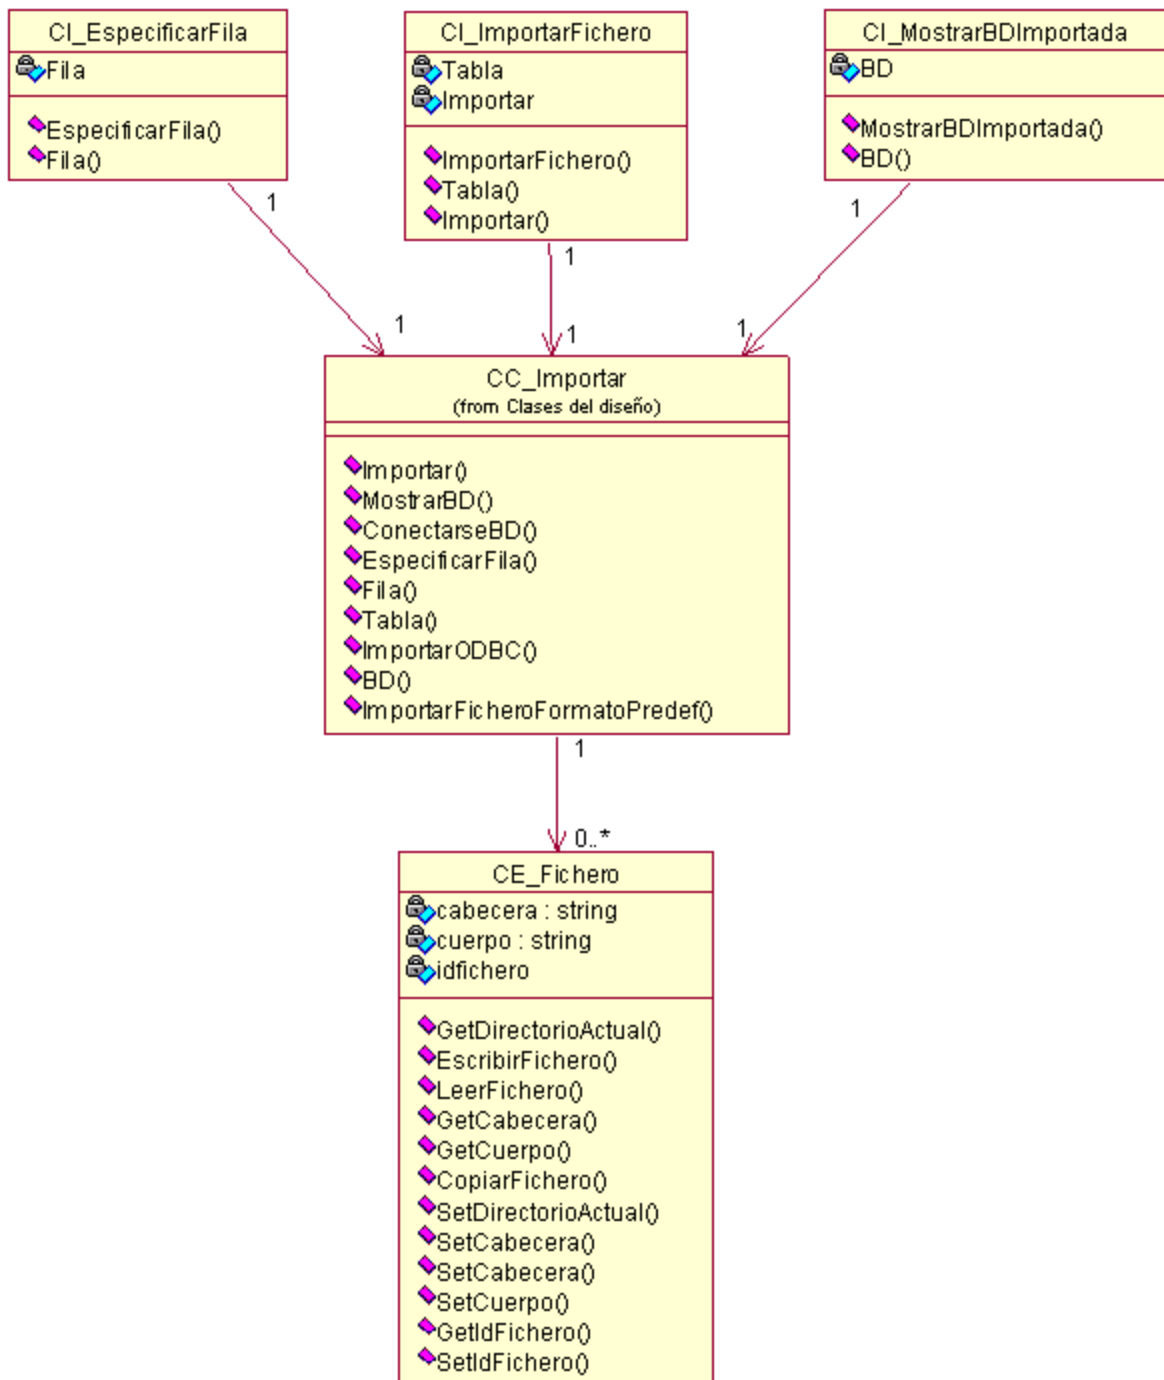 CI_EspecificarFila
Fila
EspecificarFila()
Fila()
CI_ImportarFichero
Tabla
Importar
ImportarFichero()
Tabla()
Importar()
CI_MostrarBDImportada
BD
MostrarBDImportada()
BD()
1
1
1
1
1
1
CC_Importar
(from Clases del diseño)
Importar()
MostrarBD()
ConectarseBD()
EspecificarFila()
Fila()
Tabla()
ImportarODBC()
BD()
ImportarFicheroFormatoPredef()
1
0..*
CE_Fichero
cabecera : string
cuerpo : string
idfichero
GetDirectorioActual()
EscribirFichero()
LeerFichero()
GetCabecera()
GetCuerpo()
CopiarFichero()
SetDirectorioActual()
SetCabecera()
SetCabecera()
SetCuerpo()
GetIdFichero()
SetIdFichero()